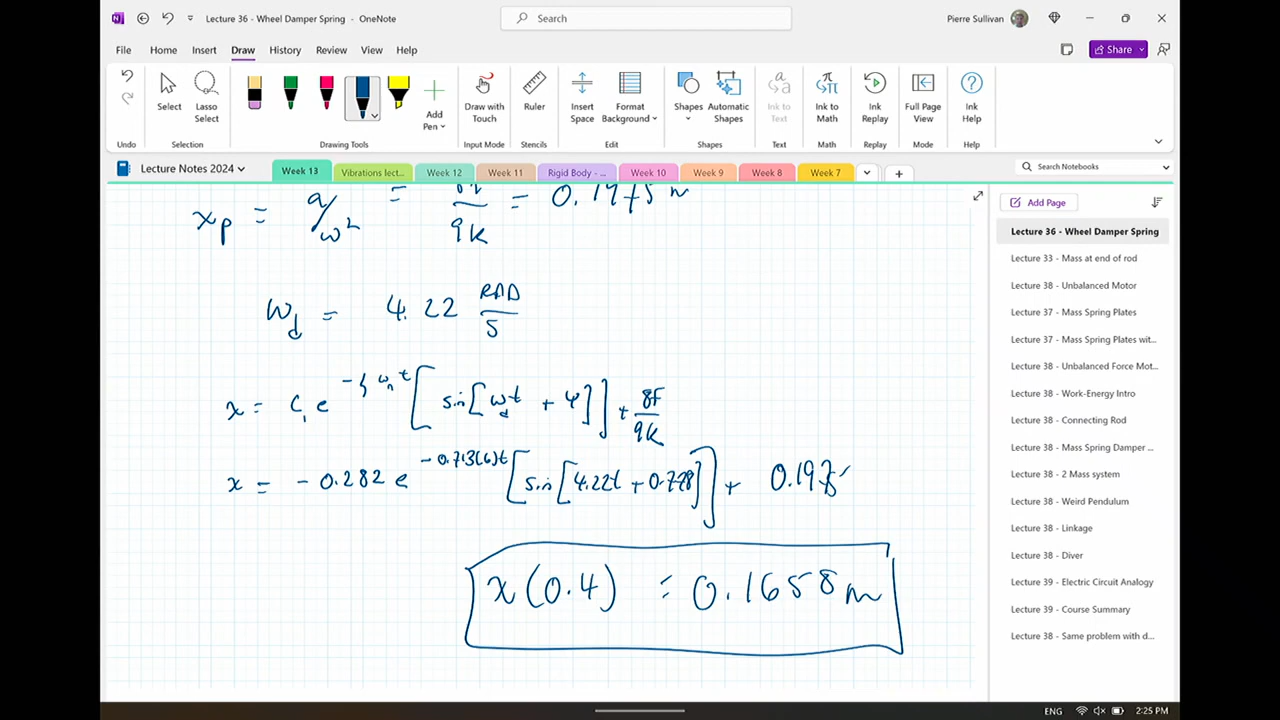 Lecture 36 - Wheel Damper Spring - OneNote
Search
Pierre Sullivan
File Home Insert Draw History Review View Help
Share
Undo
Select
Lasso Select
Selection
Add Pen
Drawing Tools
Draw with Touch
Input Mode
Ruler
Stencils
Insert Space
Format Background
Edit
Shapes
Automatic Shapes
Shapes
Ink to Text
Text
Ink to Math
Math
Ink Replay
Replay
Full Page View
Mode
Ink Help
Help
Lecture Notes 2024
Week 13 Vibrations lect... Week 12 Week 11 Rigid Body - ... Week 10 Week 9 Week 8 Week 7 +
Search Notebooks
Add Page
Lecture 36 - Wheel Damper Spring
Lecture 33 - Mass at end of rod
Lecture 38 - Unbalanced Motor
Lecture 37 - Mass Spring Plates
Lecture 37 - Mass Spring Plates wit...
Lecture 38 - Unbalanced Force Mot...
Lecture 38 - Work-Energy Intro
Lecture 38 - Connecting Rod
Lecture 38 - Mass Spring Damper ...
Lecture 38 - 2 Mass system
Lecture 38 - Weird Pendulum
Lecture 38 - Linkage
Lecture 38 - Diver
Lecture 39 - Electric Circuit Analogy
Lecture 39 - Course Summary
Lecture 38 - Same problem with d...
x_p = a/ω² = 8F/9k = 0.1975 m
ω_d = 4.22 RAD/S
x = C₁ e^(-ζ ω_n t) [sin[ω_d t + φ]] + 8F/9k
x = - 0.282 e^(-0.713(6)t) [sin[4.22t + 0.778]] + 0.1975
x(0.4) = 0.1658 m
ENG
2:25 PM